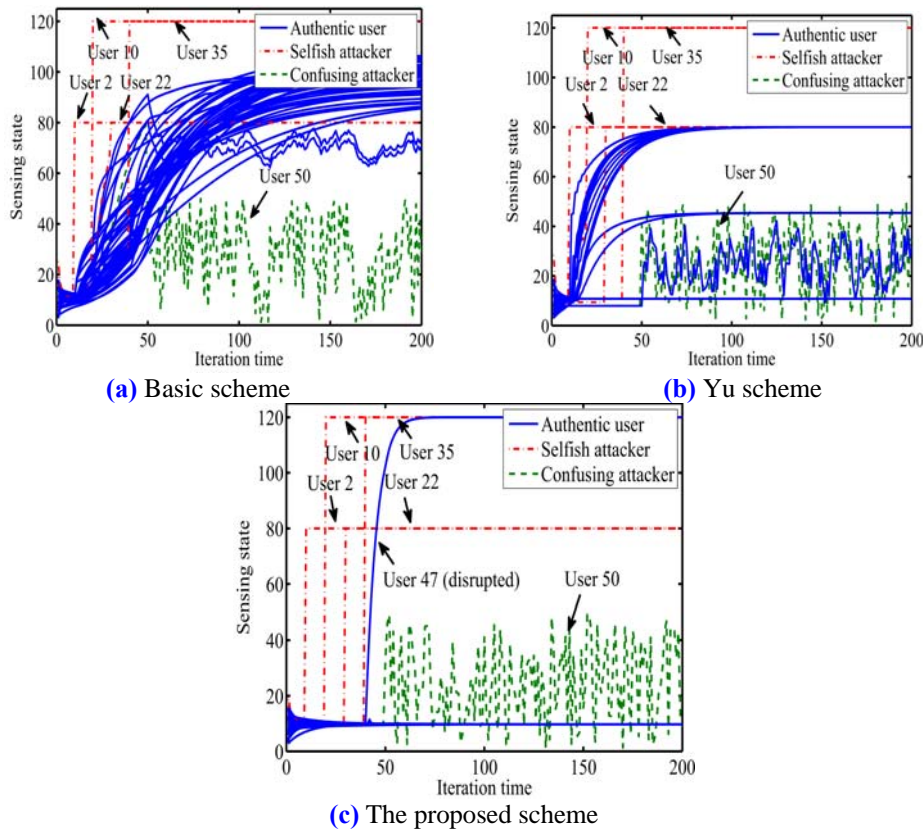 120
100
80
60
40
20
0
Sensing state
User 10
User 35
User 2
User 22
User 50
Authentic user
Selfish attacker
Confusing attacker
0
50
100
150
200
Iteration time
(a) Basic scheme
120
100
80
60
40
20
0
Sensing state
User 10
User 35
User 2
User 22
User 50
Authentic user
Selfish attacker
Confusing attacker
0
50
100
150
200
Iteration time
(b) Yu scheme
120
100
80
60
40
20
0
Sensing state
User 10
User 35
User 2
User 22
User 47 (disrupted)
User 50
Authentic user
Selfish attacker
Confusing attacker
0
50
100
150
200
Iteration time
(c) The proposed scheme